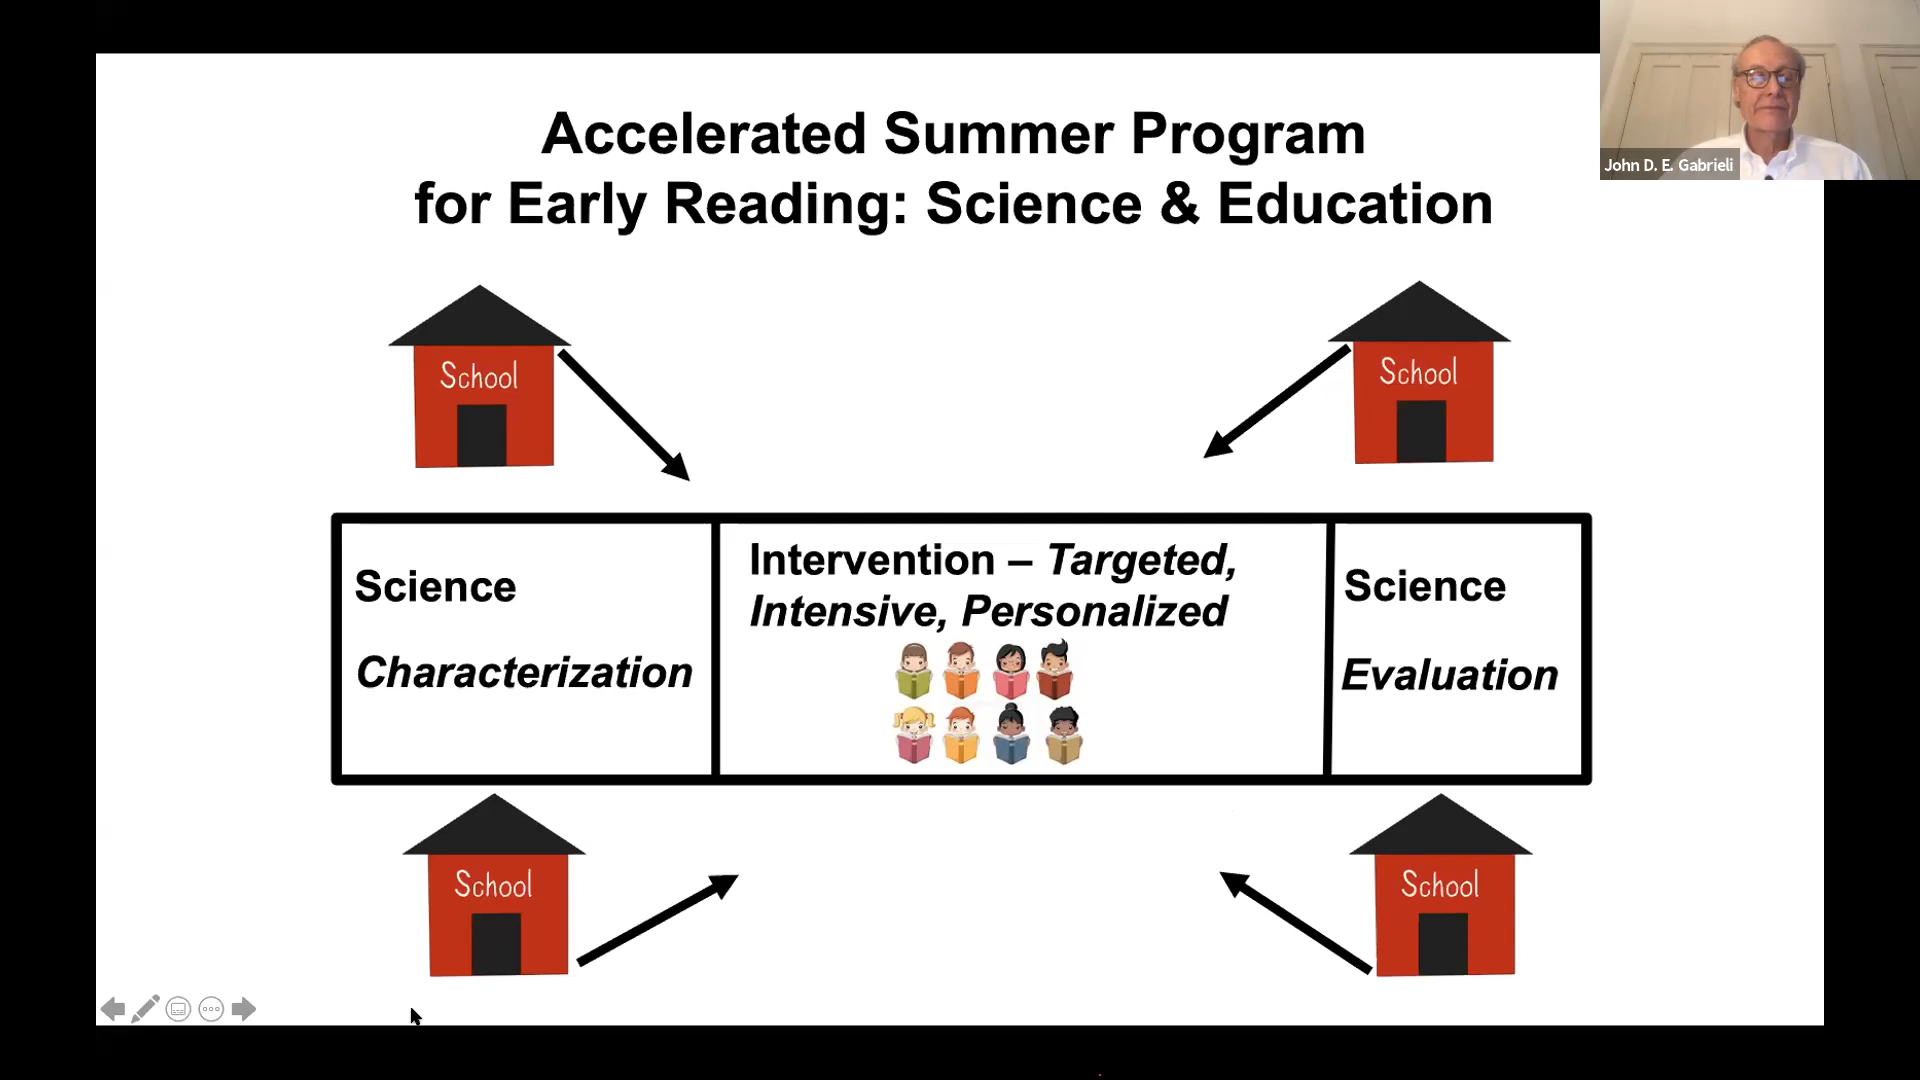 Accelerated Summer Program
for Early Reading: Science & Education
John D. E. Gabrieli
School
School
Science
Characterization
Intervention – Targeted,
Intensive, Personalized
Science
Evaluation
School
School